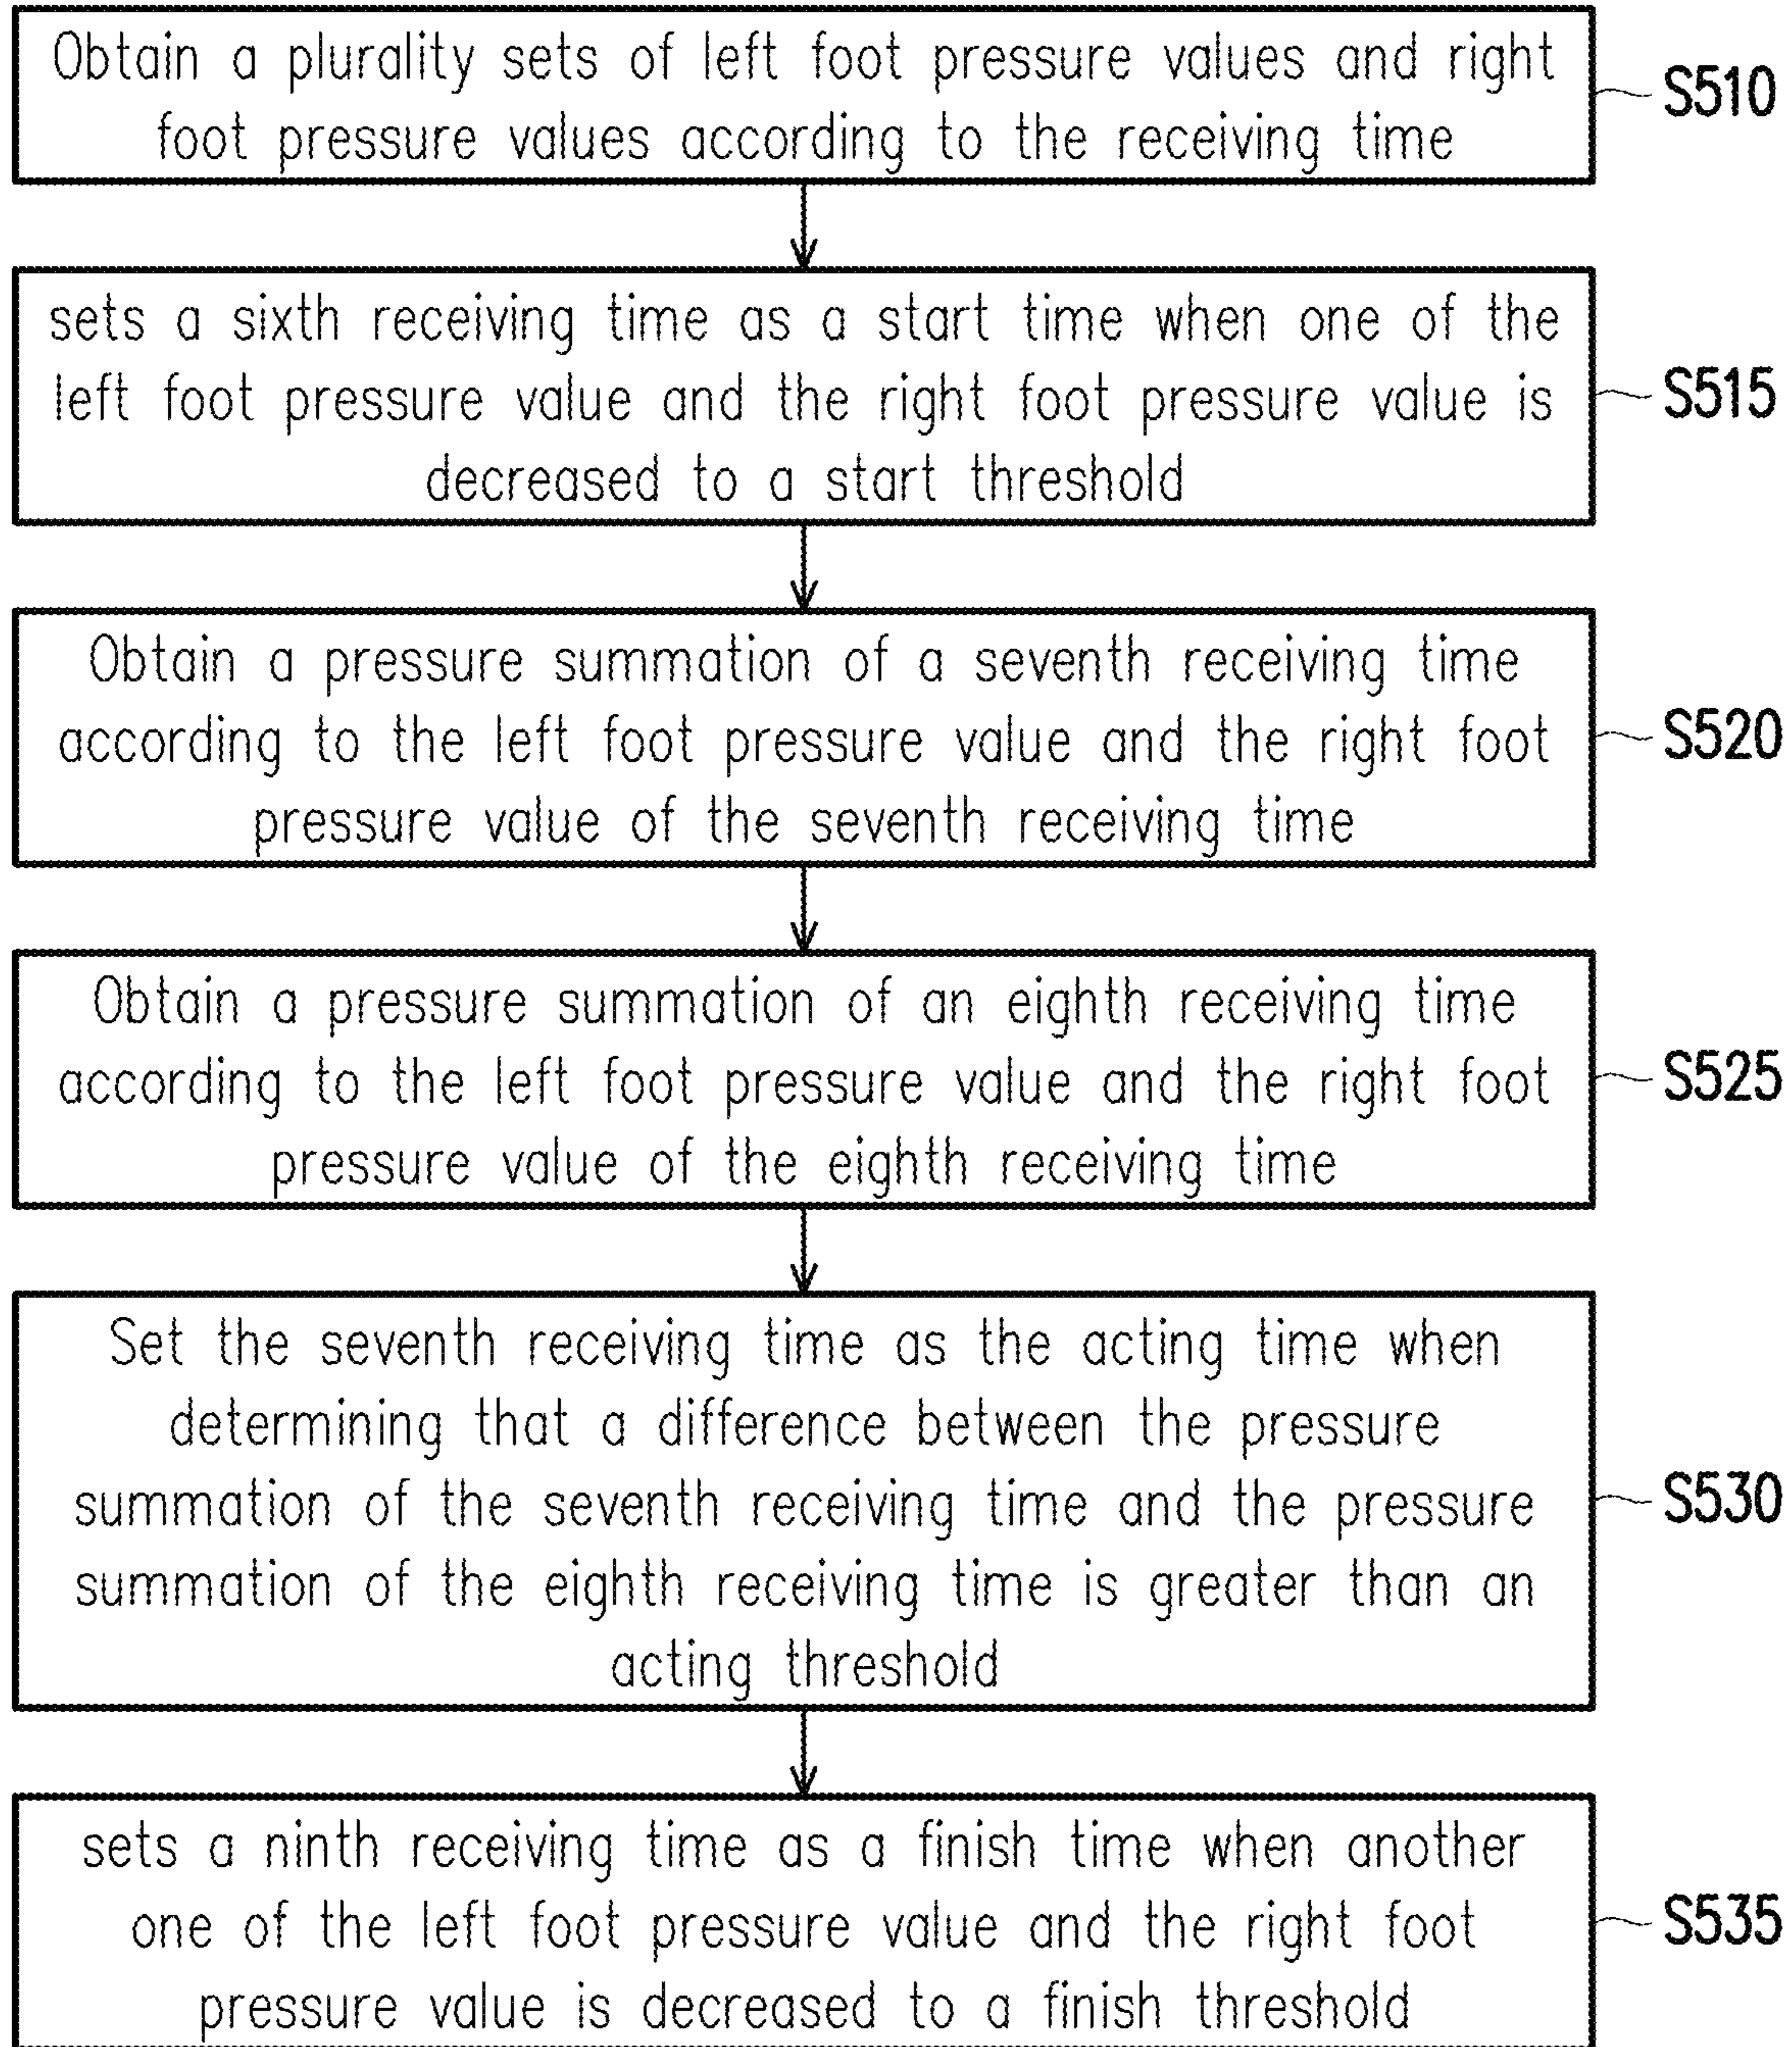 Obtain a plurality sets of left foot pressure values and right
foot pressure values according to the receiving time
S510
sets a sixth receiving time as a start time when one of the
left foot pressure value and the right foot pressure value is
decreased to a start threshold
S515
Obtain a pressure summation of a seventh receiving time
according to the left foot pressure value and the right foot
pressure value of the seventh receiving time
S520
Obtain a pressure summation of an eighth receiving time
according to the left foot pressure value and the right foot
pressure value of the eighth receiving time
S525
Set the seventh receiving time as the acting time when
determining that a difference between the pressure
summation of the seventh receiving time and the pressure
summation of the eighth receiving time is greater than an
acting threshold
S530
sets a ninth receiving time as a finish time when another
one of the left foot pressure value and the right foot
pressure value is decreased to a finish threshold
S535